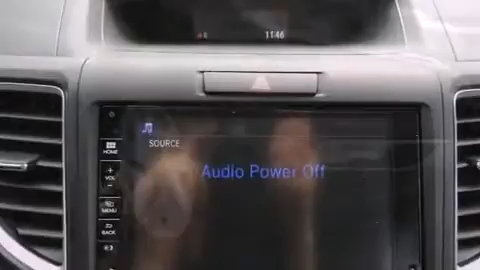 11:46
SOURCE
HOME
Audio Power Off
+
VOL
-
MENU
BACK